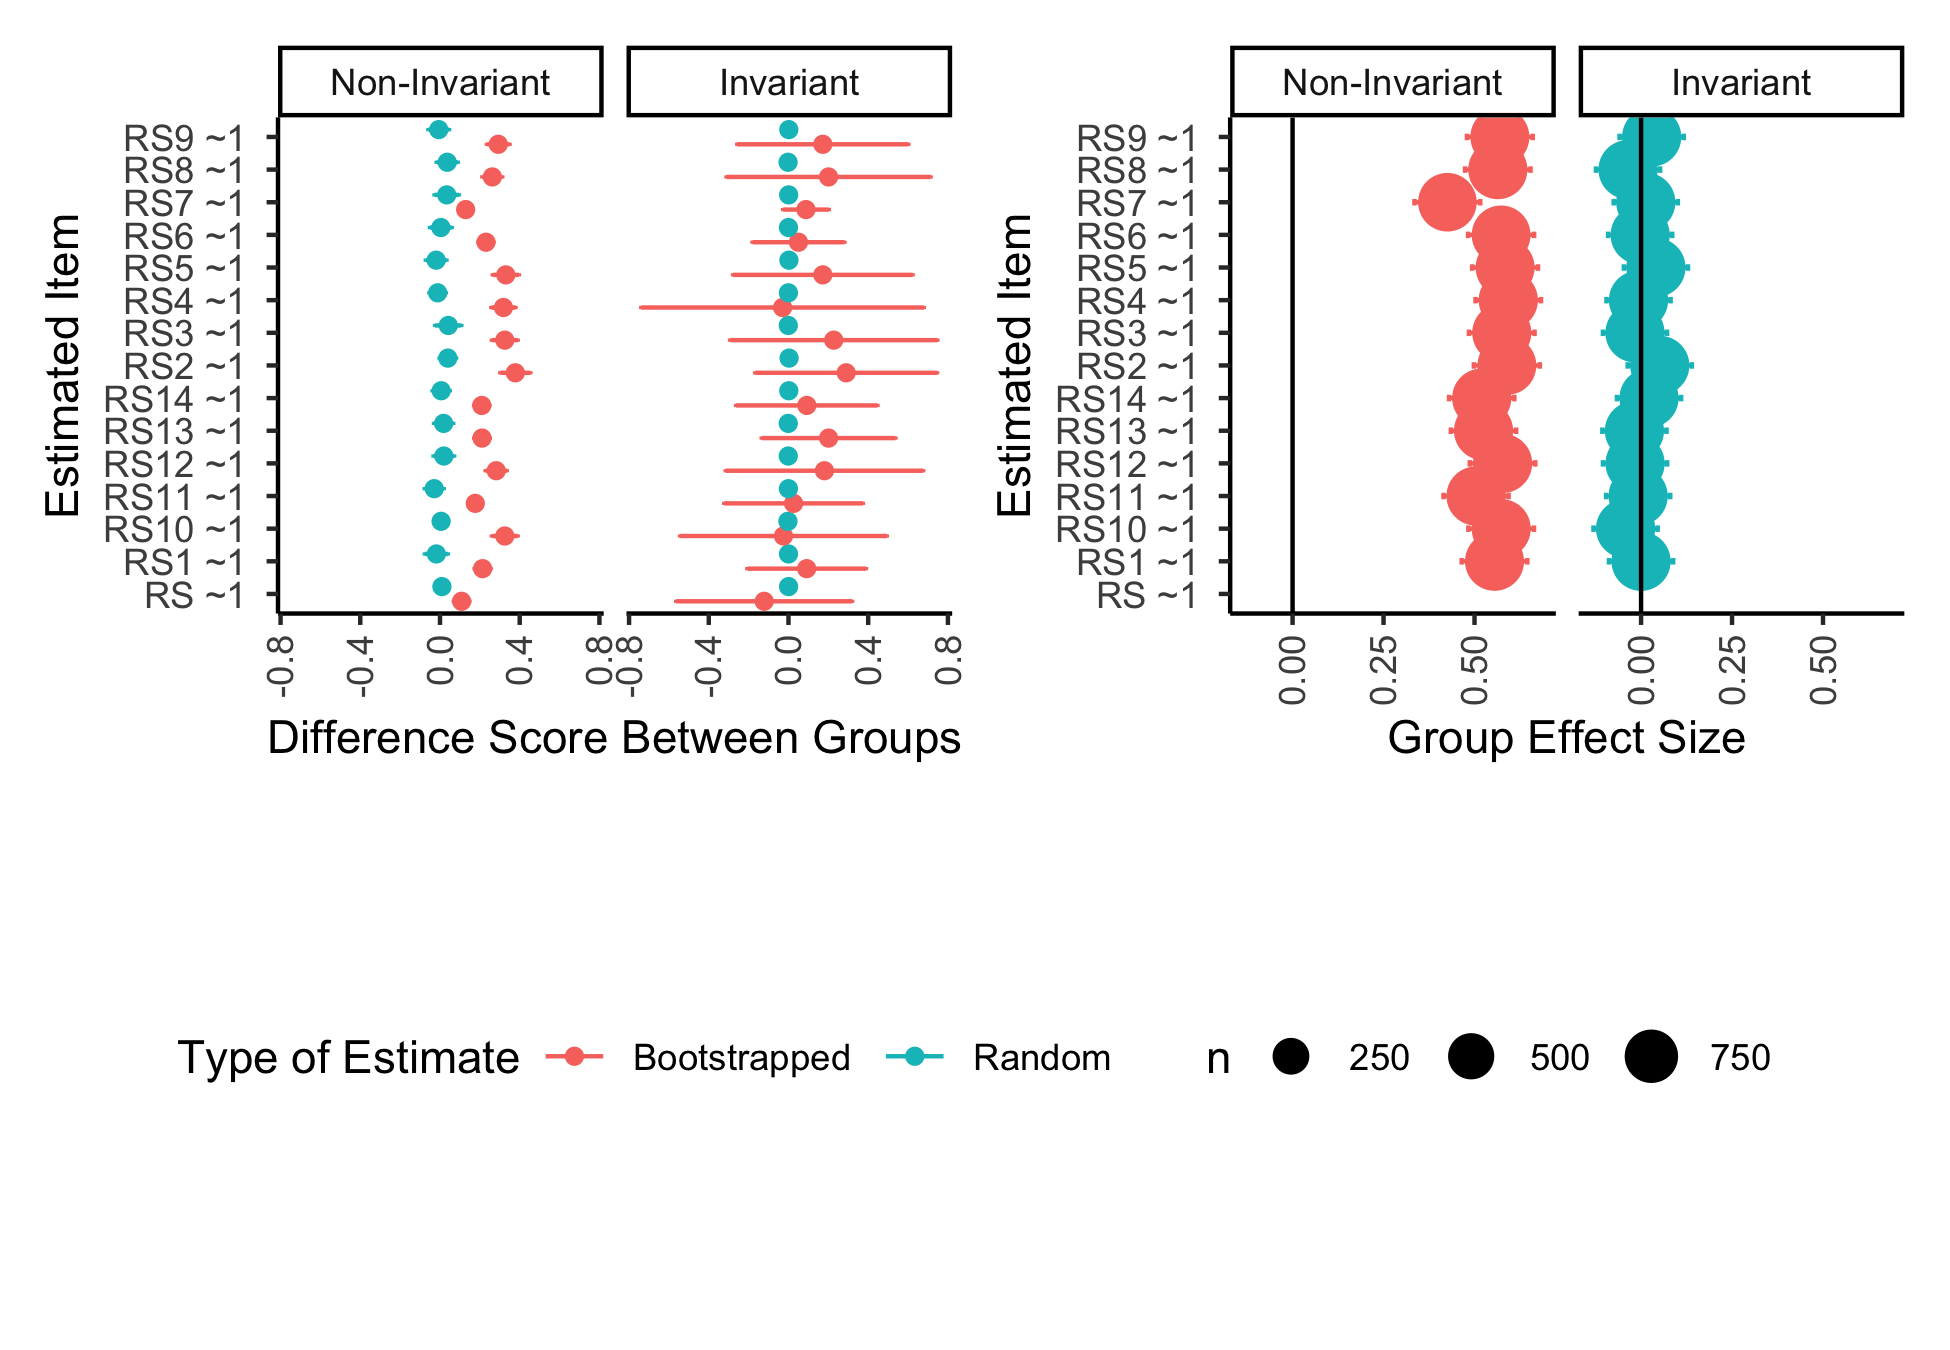 Non-Invariant
Invariant
Estimated Item
RS9 ~1
RS8 ~1
RS7 ~1
RS6 ~1
RS5 ~1
RS4 ~1
RS3 ~1
RS2 ~1
RS14 ~1
RS13 ~1
RS12 ~1
RS11 ~1
RS10 ~1
RS1 ~1
RS ~1
-0.8
-0.4
0.0
0.4
0.8
-0.8
-0.4
0.0
0.4
0.8
Difference Score Between Groups
Non-Invariant
Invariant
Estimated Item
RS9 ~1
RS8 ~1
RS7 ~1
RS6 ~1
RS5 ~1
RS4 ~1
RS3 ~1
RS2 ~1
RS14 ~1
RS13 ~1
RS12 ~1
RS11 ~1
RS10 ~1
RS1 ~1
RS ~1
0.00
0.25
0.50
0.00
0.25
0.50
Group Effect Size
Type of Estimate Bootstrapped Random n 250 500 750